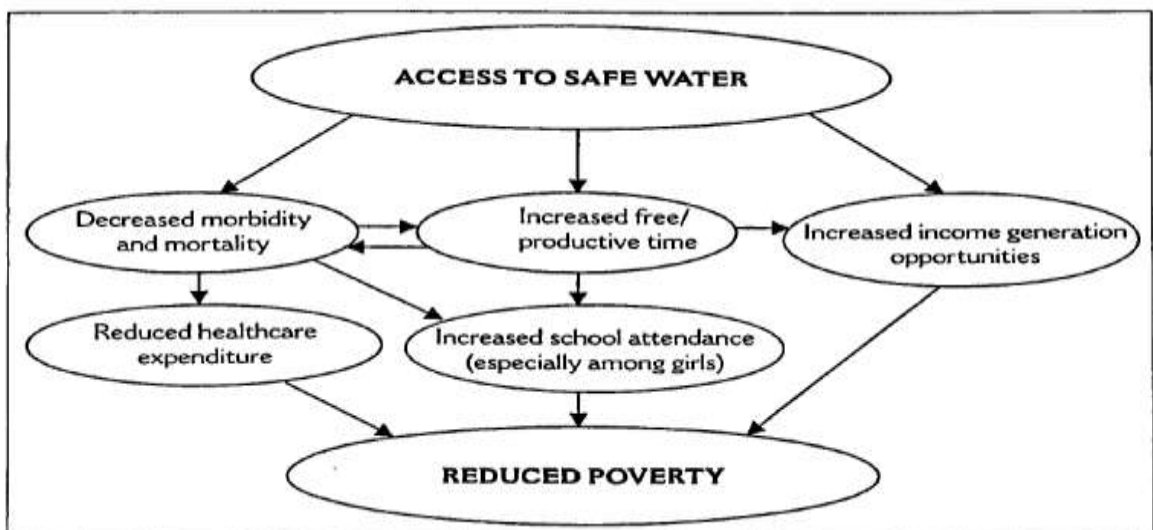 ACCESS TO SAFE WATER
Decreased morbidity
and mortality
Increased free/
productive time
Increased income generation
opportunities
Reduced healthcare
expenditure
Increased school attendance
(especially among girls)
REDUCED POVERTY